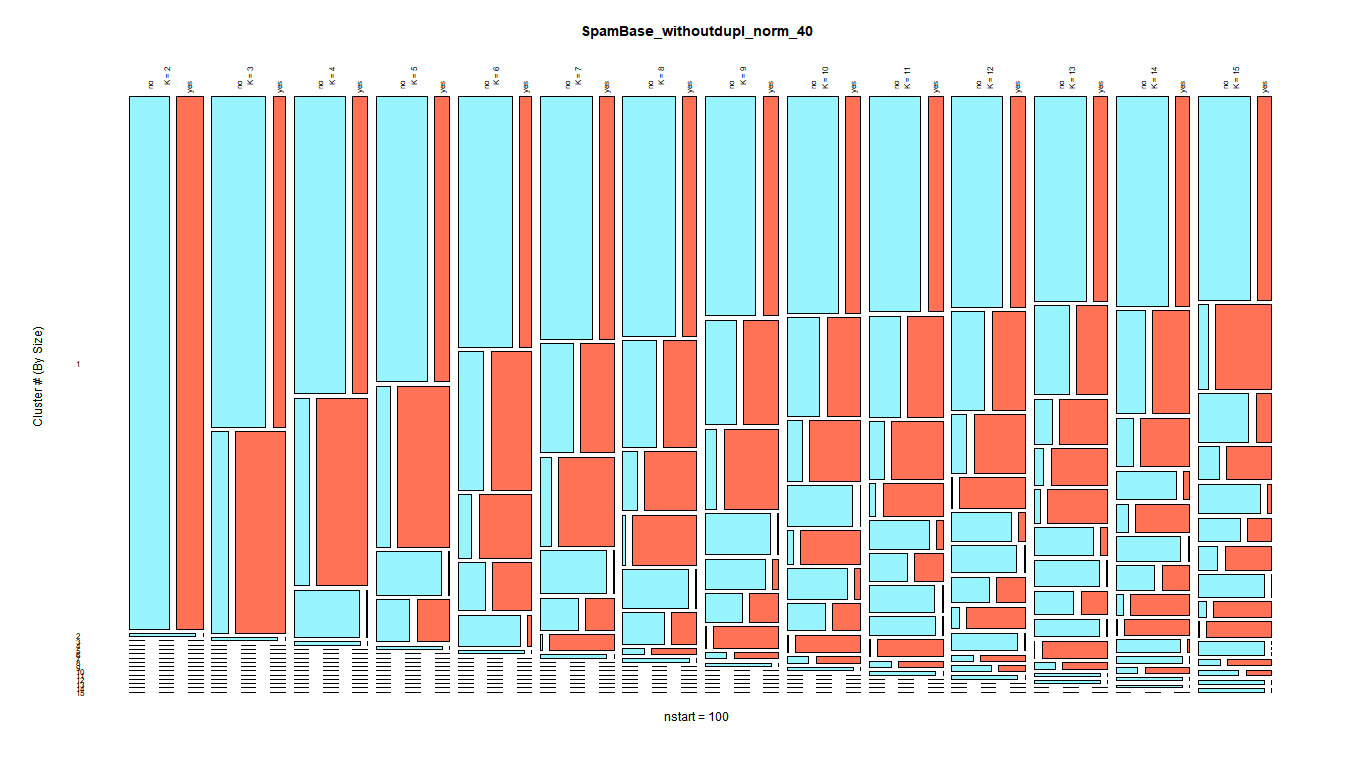 SpamBase_withoutdupl_norm_40
no K = 2 yes
no K = 3 yes
no K = 4 yes
no K = 5 yes
no K = 6 yes
no K = 7 yes
no K = 8 yes
no K = 9 yes
no K = 10 yes
no K = 11 yes
no K = 12 yes
no K = 13 yes
no K = 14 yes
no K = 15 yes
Cluster # (By Size)
1
2
15
nstart = 100